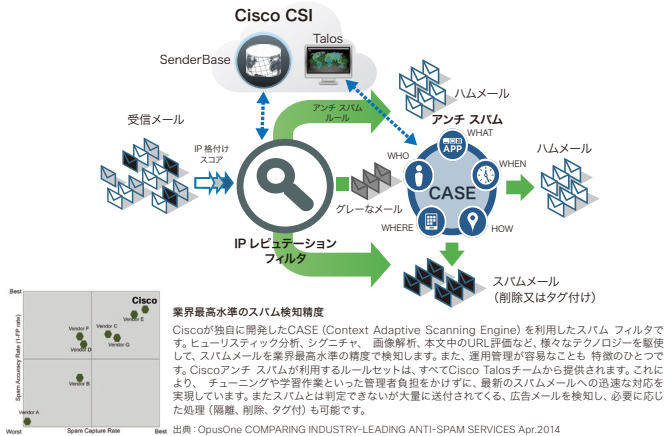 Cisco CSI
Talos
SenderBase
アンチ スパム
ルール
ハムメール
受信メール
IP 格付け
スコア
アンチ スパム
WHAT
APP
WHO
WHEN
ハムメール
CASE
グレーなメール
WHERE
HOW
IP レピュテーション
フィルタ
スパムメール
（削除又はタグ付け）
Best
Cisco
Vendor E
Vendor F
Vendor C
Vendor D
Vendor G
Vendor B
Vendor A
Spam Accuracy Rate (1-FP rate)
Worst
Spam Capture Rate
Best
業界最高水準のスパム検知精度
Ciscoが独自に開発したCASE（Context Adaptive Scanning Engine）を利用したスパム フィルタで
す。ヒューリスティック分析、シグニチャ、 画像解析、本文中のURL評価など、様々なテクノロジーを駆使
して、スパムメールを業界最高水準の精度で検知します。また、運用管理が容易なことも 特徴のひとつで
す。Ciscoアンチ スパムが利用するルールセットは、すべてCisco Talosチームから提供されます。これに
より、 チューニングや学習作業といった管理者負担をかけずに、最新のスパムメールへの迅速な対応を
実現しています。またスパムとは判定できないが大量に送付されてくる、広告メールを検知し、必要に応じ
た処理（隔離、削除、タグ付）も可能です。
出典：OpusOne COMPARING INDUSTRY-LEADING ANTI-SPAM SERVICES Apr.2014